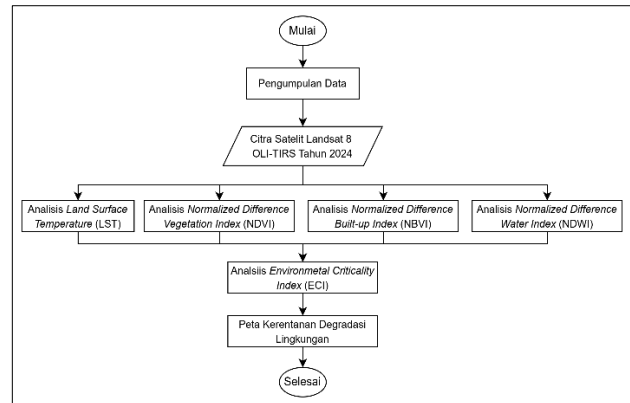 Mulai
Pengumpulan Data
Citra Satelit Landsat 8
OLI-TIRS Tahun 2024
Analisis Land Surface
Temperature (LST)
Analisis Normalized Difference
Vegetation Index (NDVI)
Analisis Normalized Difference
Built-up Index (NBVI)
Analisis Normalized Difference
Water Index (NDWI)
Analsiis Environmetal Criticality
Index (ECI)
Peta Kerentanan Degradasi
Lingkungan
Selesai